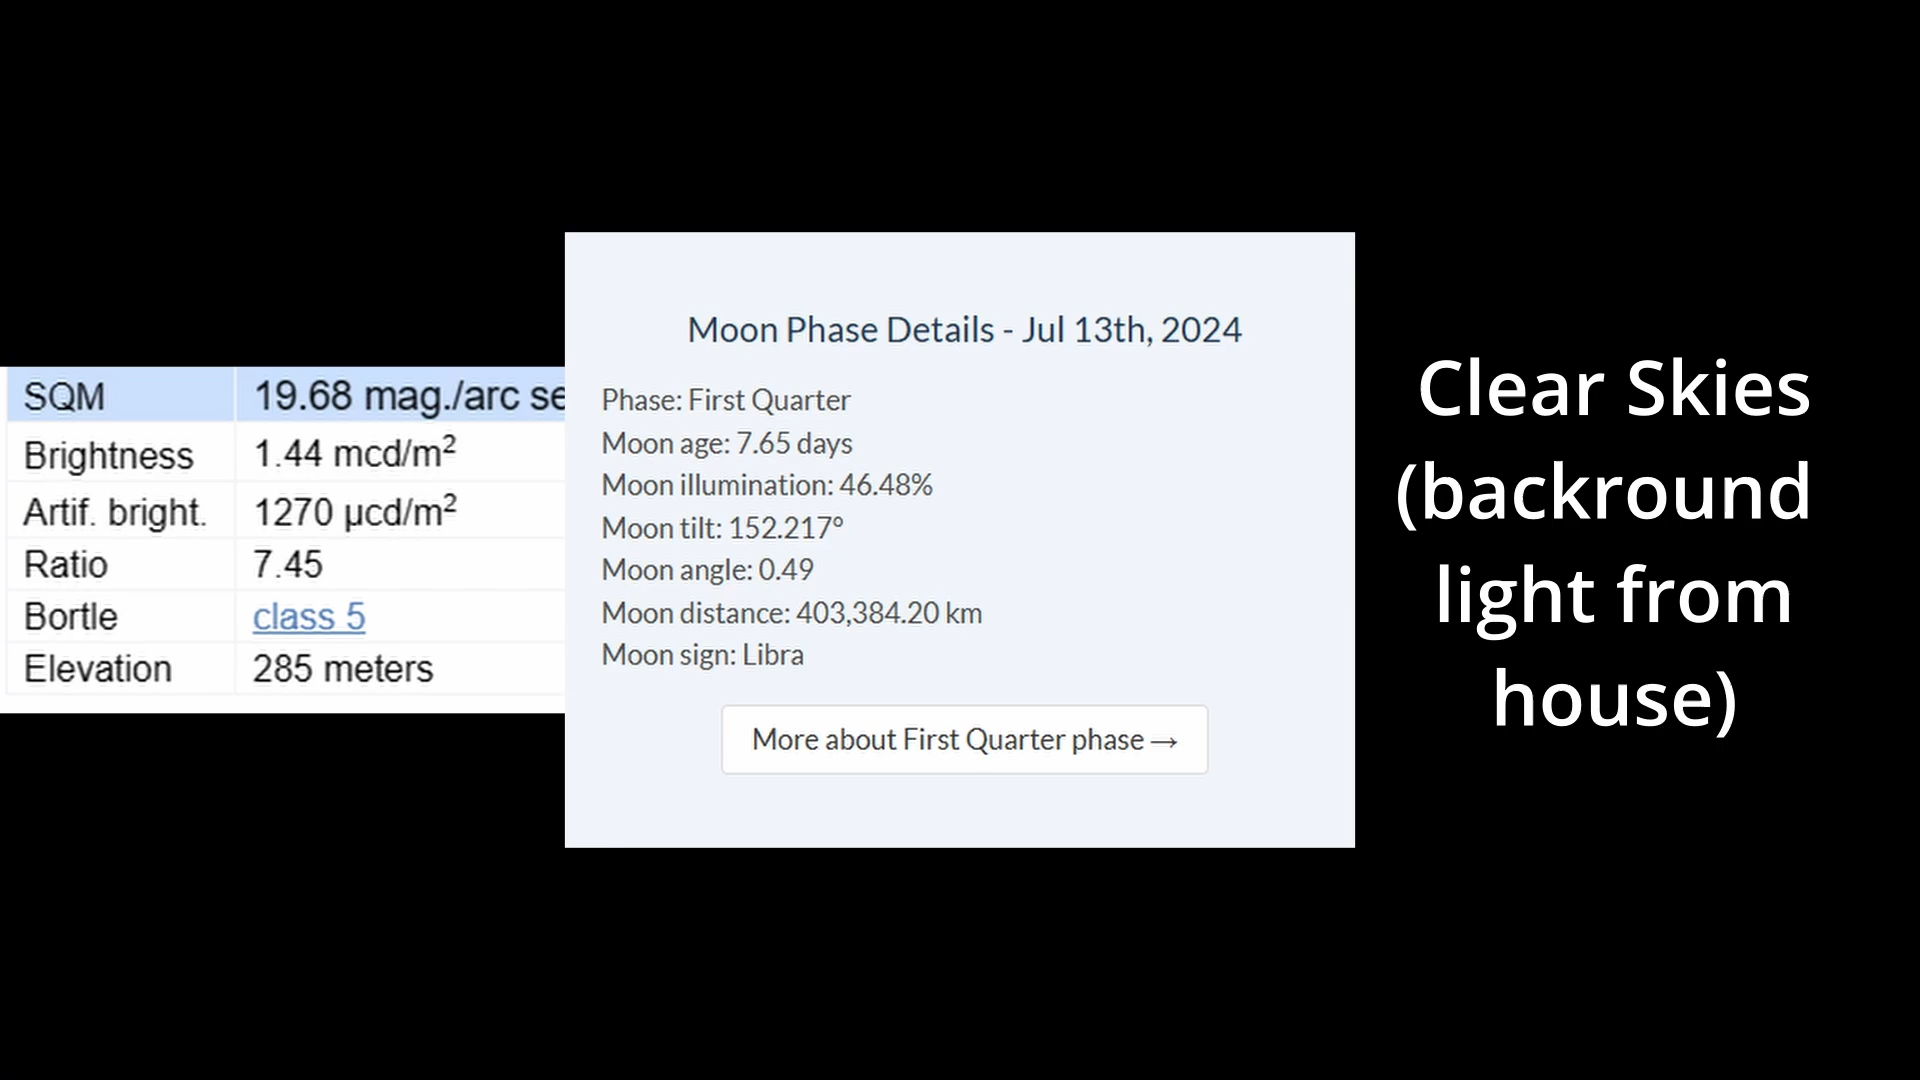 SQM 19.68 mag./arc se
Brightness 1.44 mcd/m²
Artif. bright. 1270 μcd/m²
Ratio 7.45
Bortle class 5
Elevation 285 meters
Moon Phase Details - Jul 13th, 2024
Phase: First Quarter
Moon age: 7.65 days
Moon illumination: 46.48%
Moon tilt: 152.217°
Moon angle: 0.49
Moon distance: 403,384.20 km
Moon sign: Libra
More about First Quarter phase →
Clear Skies
(backround
light from
house)